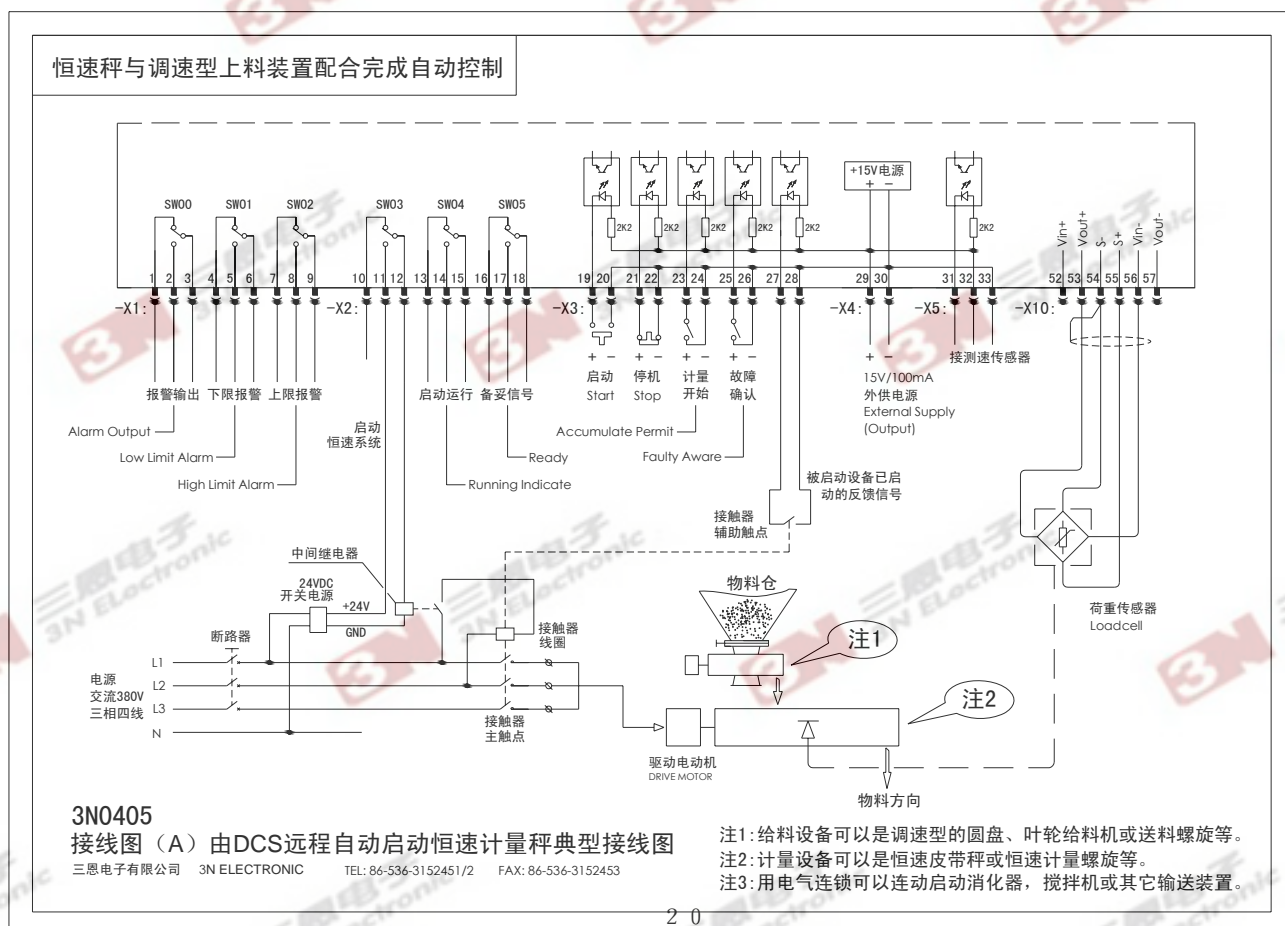 恒速秤与调速型上料装置配合完成自动控制
SW00 SW01 SW02 SW03 SW04 SW05
2K2 2K2 2K2 2K2 2K2 2K2
+15V电源
+ −
Vin+ Vout+ S- S+ Vin- Vout-
1 2 3 4 5 6 7 8 9 10 11 12 13 14 15 16 17 18 19 20 21 22 23 24 25 26 27 28 29 30 31 32 33 52 53 54 55 56 57
-X1: -X2: -X3: -X4: -X5: -X10:
+ − + − + − + − + −
报警输出 下限报警 上限报警
启动运行 备妥信号
启动
Start
停机
Stop
计量
开始
故障
确认
15V/100mA
外供电源
External Supply
(Output)
接测速传感器
Alarm Output
Low Limit Alarm
High Limit Alarm
启动
恒速系统
Ready
Running Indicate
Accumulate Permit
Faulty Aware
被启动设备已启
动的反馈信号
接触器
辅助触点
中间继电器
24VDC
开关电源
+24V
GND
断路器
接触器
线圈
物料仓
注1
荷重传感器
Loadcell
电源
交流380V
三相四线
L1
L2
L3
N
接触器
主触点
注2
驱动电动机
DRIVE MOTOR
物料方向
3N0405
接线图（A）由DCS远程自动启动恒速计量秤典型接线图
三恩电子有限公司 3N ELECTRONIC TEL: 86-536-3152451/2 FAX: 86-536-3152453
注1:给料设备可以是调速型的圆盘、叶轮给料机或送料螺旋等。
注2:计量设备可以是恒速皮带秤或恒速计量螺旋等。
注3:用电气连锁可以连动启动消化器，搅拌机或其它输送装置。
20
3N 三恩电子
3N ELectronic